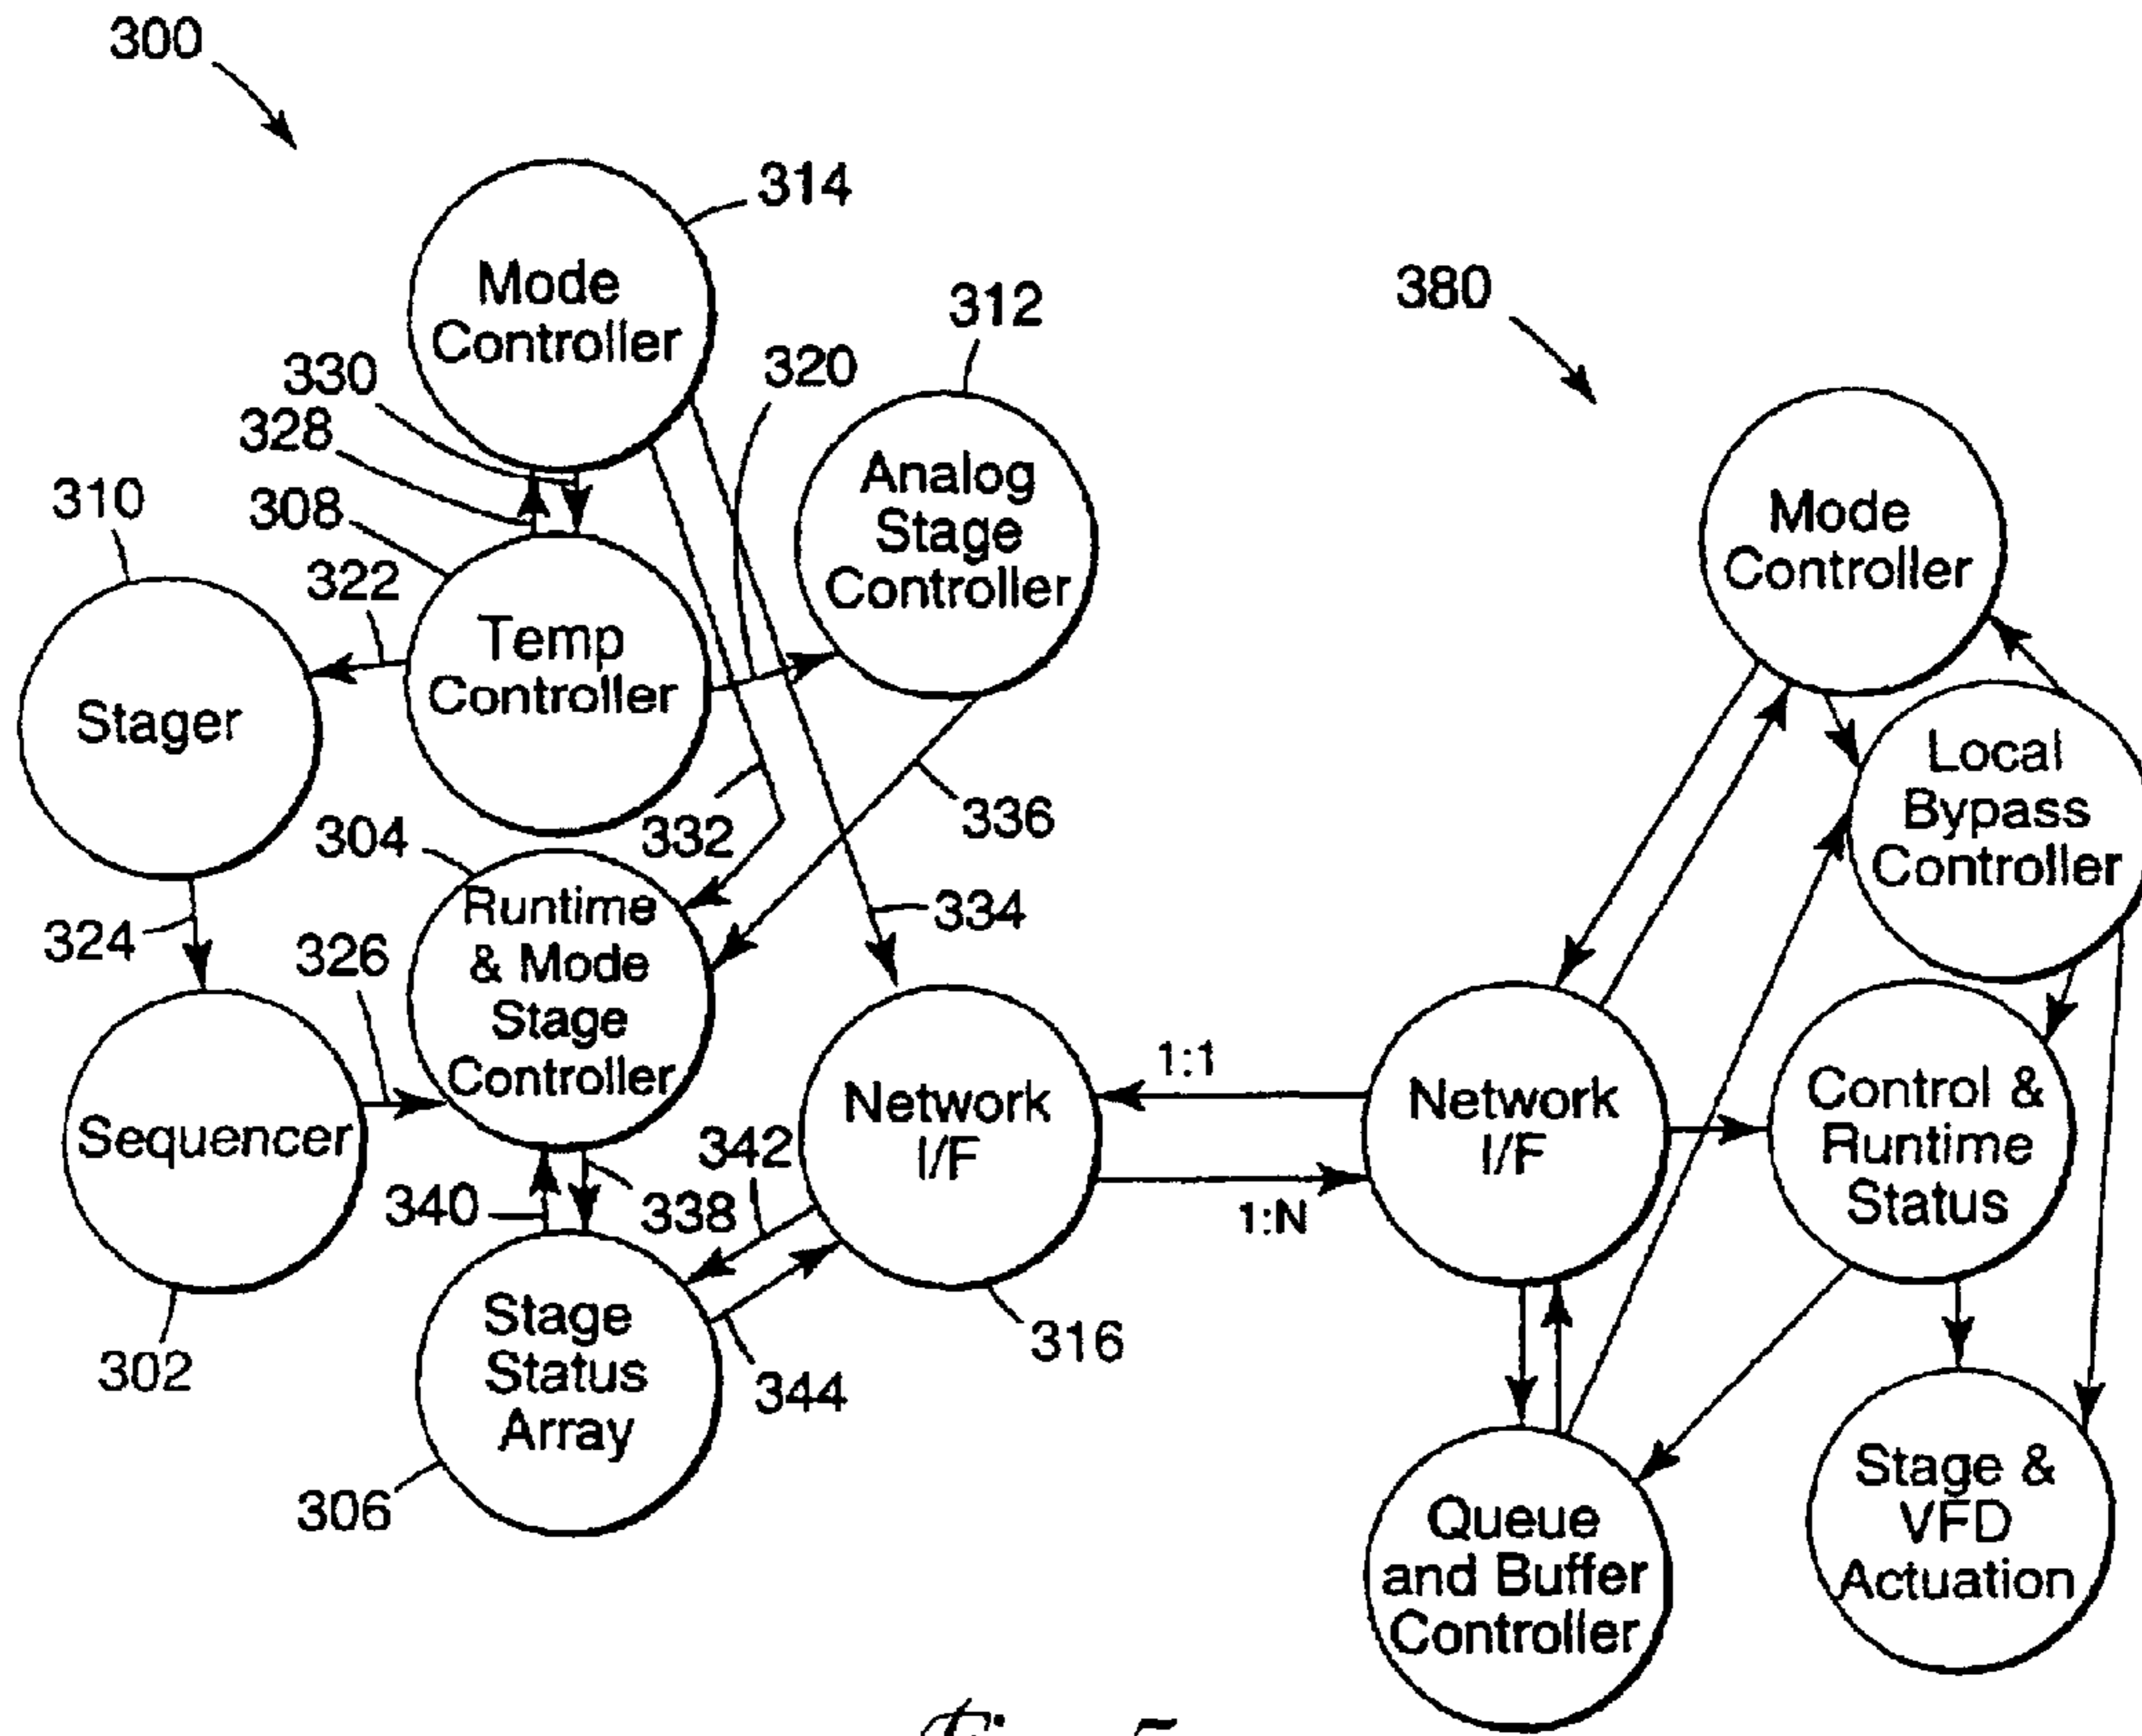 300
314
Mode
Controller
312
380
330
320
328
Analog
Stage
Controller
Mode
Controller
310
308
322
Temp
Controller
Stager
Local
Bypass
Controller
304
332
336
Runtime
& Mode
Stage
Controller
334
324
326
1:1
Network
I/F
Network
I/F
Control &
Runtime
Status
Sequencer
342
340
338
1:N
302
Stage
Status
Array
344
316
306
Stage &
VFD
Actuation
Queue
and Buffer
Controller